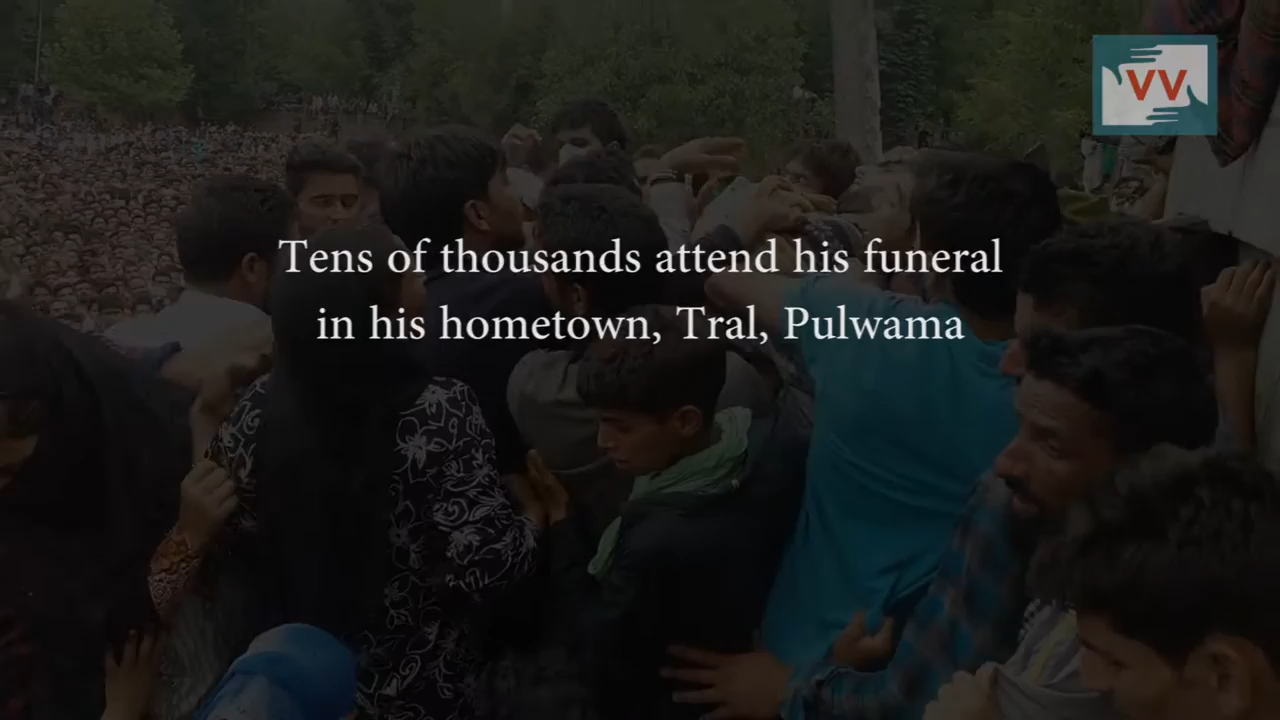 VV
Tens of thousands attend his funeral
in his hometown, Tral, Pulwama